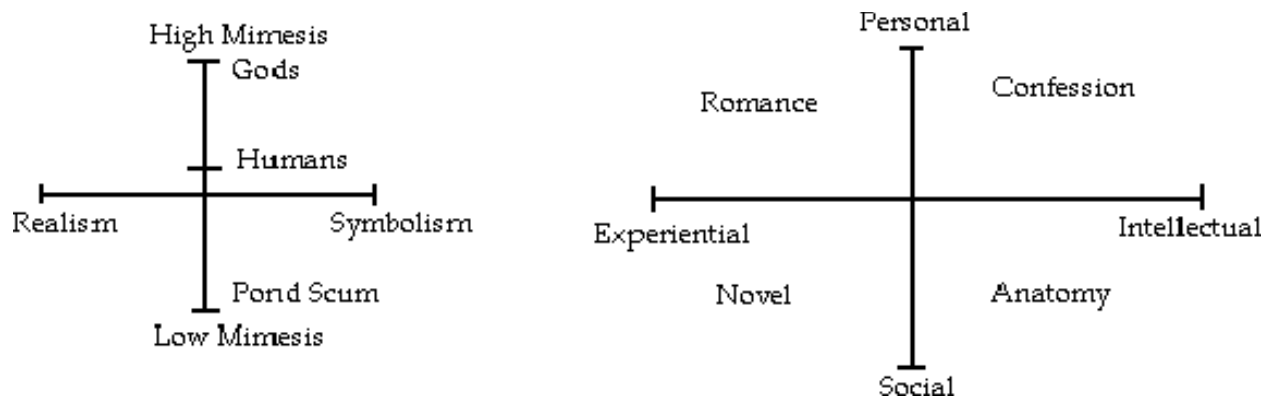 High Mimesis
Gods
Humans
Realism
Symbolism
Pond Scum
Low Mimesis
Personal
Romance
Confession
Experiential
Intellectual
Novel
Anatomy
Social